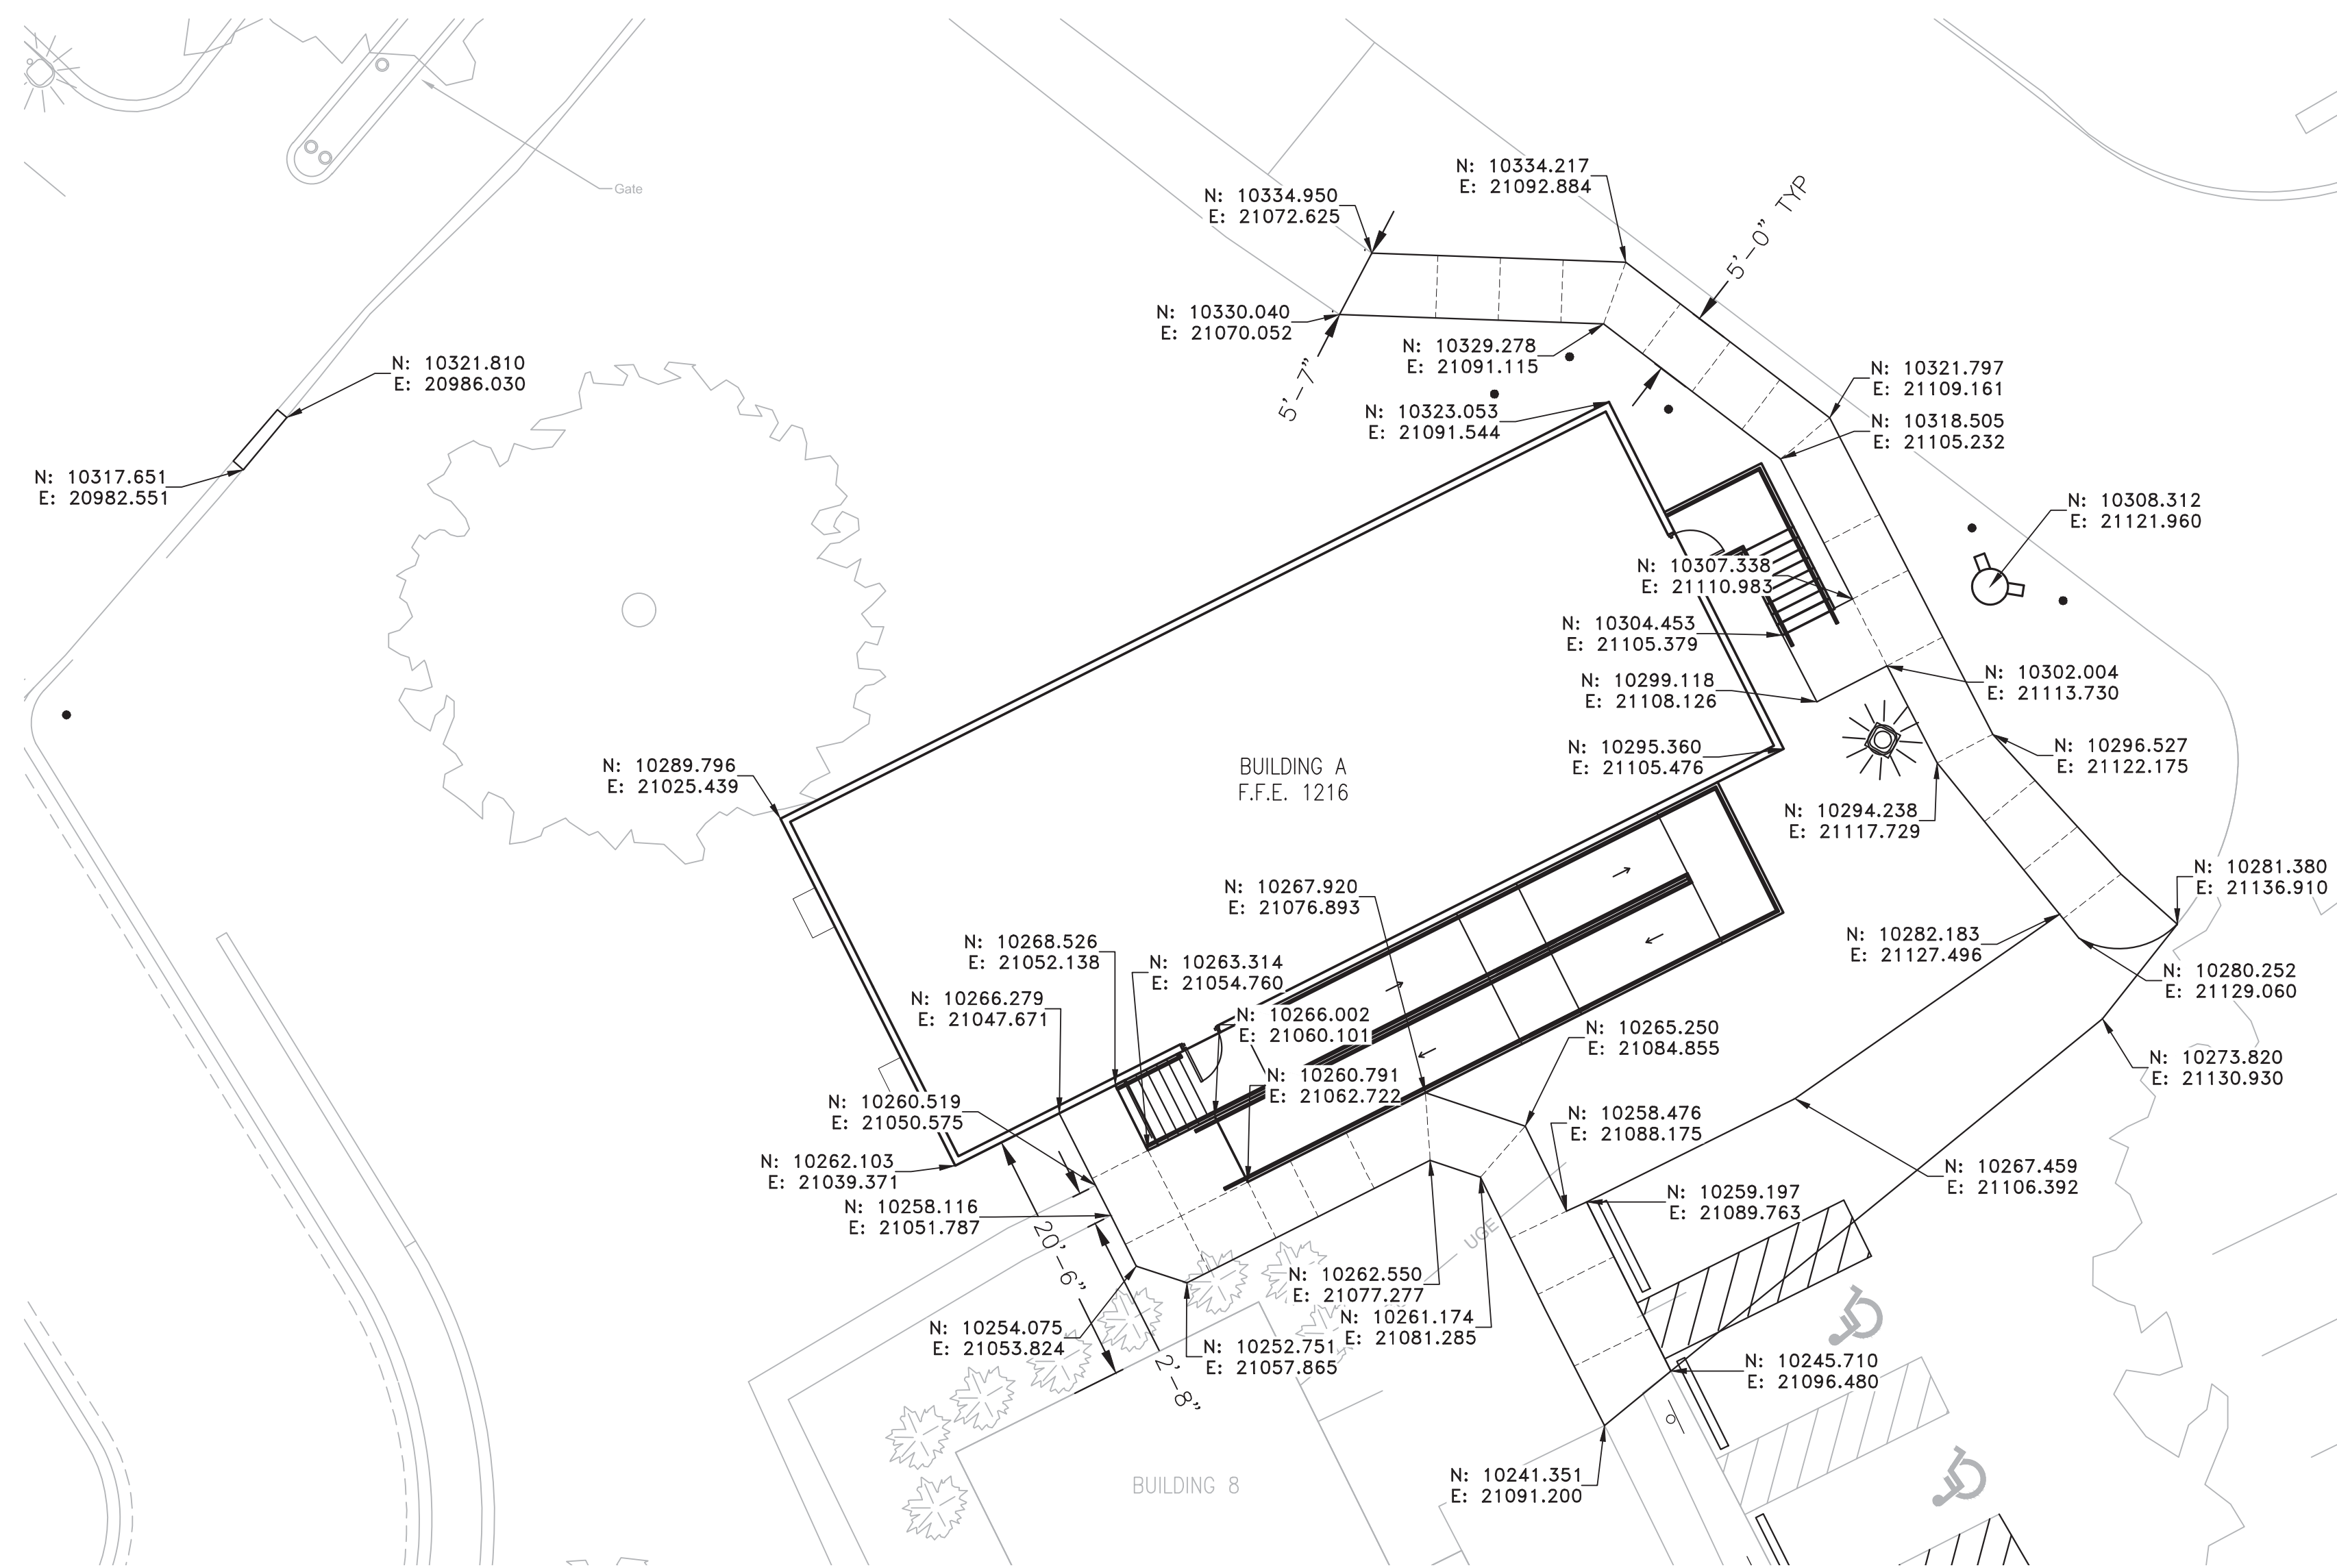 N: 10334.217
E: 21092.884
5'-0" TYP
Gate
N: 10334.950
E: 21072.625
N: 10330.040
E: 21070.052
N: 10329.278
E: 21091.115
5'-7"
N: 10321.810
E: 20986.030
N: 10321.797
E: 21109.161
N: 10323.053
E: 21091.544
N: 10318.505
E: 21105.232
N: 10317.651
E: 20982.551
N: 10308.312
E: 21121.960
N: 10307.338
E: 21110.983
N: 10304.453
E: 21105.379
N: 10299.118
E: 21108.126
N: 10302.004
E: 21113.730
N: 10289.796
E: 21025.439
BUILDING A
F.F.E. 1216
N: 10295.360
E: 21105.476
N: 10296.527
E: 21122.175
N: 10294.238
E: 21117.729
N: 10281.380
E: 21136.910
N: 10267.920
E: 21076.893
N: 10268.526
E: 21052.138
N: 10263.314
E: 21054.760
N: 10282.183
E: 21127.496
N: 10280.252
E: 21129.060
N: 10266.279
E: 21047.671
N: 10266.002
E: 21060.101
N: 10265.250
E: 21084.855
N: 10273.820
E: 21130.930
N: 10260.791
E: 21062.722
N: 10260.519
E: 21050.575
N: 10258.476
E: 21088.175
N: 10262.103
E: 21039.371
N: 10267.459
E: 21106.392
N: 10258.116
E: 21051.787
N: 10259.197
E: 21089.763
UGE
20'-6"
N: 10262.550
E: 21077.277
N: 10261.174
E: 21081.285
N: 10254.075
E: 21053.824
N: 10252.751
E: 21057.865
2'-8"
N: 10245.710
E: 21096.480
N: 10241.351
E: 21091.200
BUILDING 8